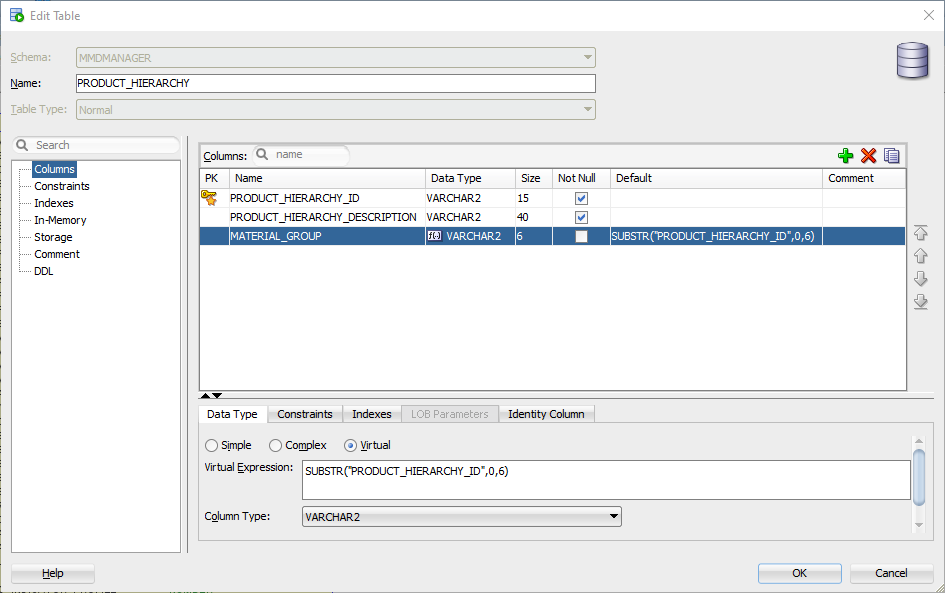 Edit Table
Schema: MMDMANAGER
Name: PRODUCT_HIERARCHY
Table Type: Normal
Search
Columns
Constraints
Indexes
In-Memory
Storage
Comment
DDL
Columns: name
PK Name Data Type Size Not Null Default Comment
PRODUCT_HIERARCHY_ID VARCHAR2 15
PRODUCT_HIERARCHY_DESCRIPTION VARCHAR2 40
MATERIAL_GROUP f(x) VARCHAR2 6 SUBSTR("PRODUCT_HIERARCHY_ID",0,6)
Data Type Constraints Indexes LOB Parameters Identity Column
Simple Complex Virtual
Virtual Expression: SUBSTR("PRODUCT_HIERARCHY_ID",0,6)
Column Type: VARCHAR2
Help OK Cancel